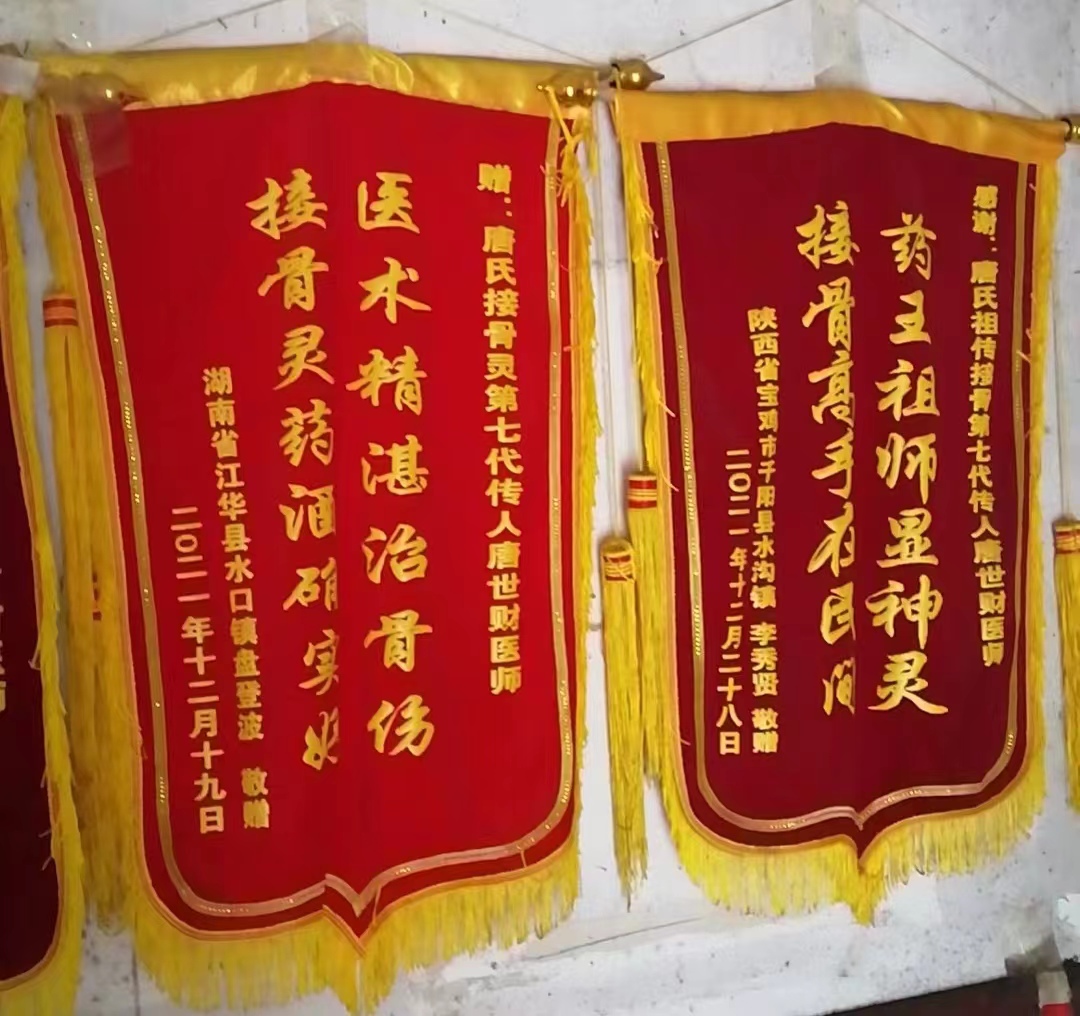 赠：唐氏接骨灵第七代传人唐世财医师
医术精湛治骨伤
接骨灵药酒确实好
湖南省江华县水口镇盘登波 敬赠
二〇二一年十二月十九日
感谢：唐氏祖传接骨第七代传人唐世财医师
药王祖师显神灵
接骨高手在民间
陕西省宝鸡市千阳县水沟镇 李秀贤 敬赠
二〇二一年十二月二十八日